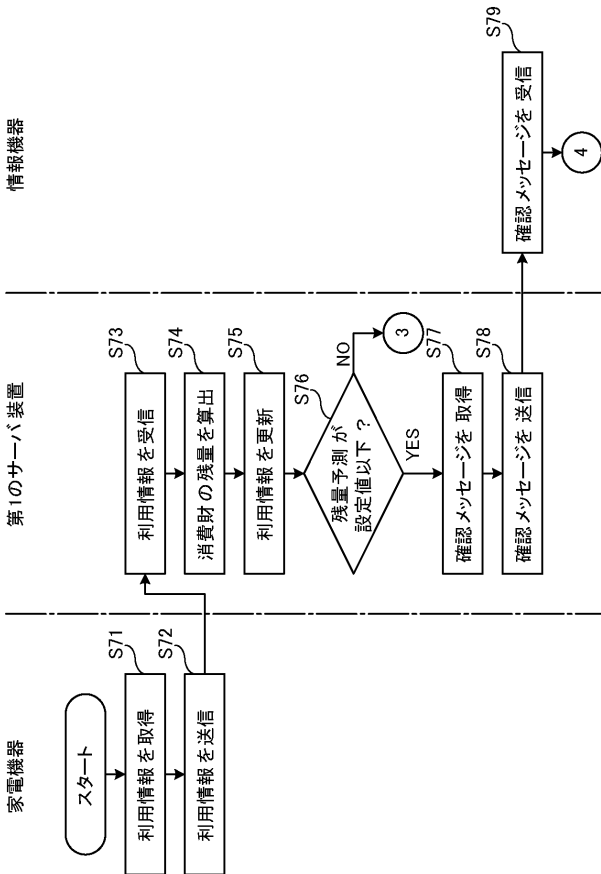 家電機器
スタート
S71
利用情報を取得
S72
利用情報を送信
第1のサーバ装置
S73
利用情報を受信
S74
消費財の残量を算出
S75
利用情報を更新
S76
残量予測が
設定値以下？
NO
3
YES
S77
確認メッセージを取得
S78
確認メッセージを送信
情報機器
S79
確認メッセージを受信
4